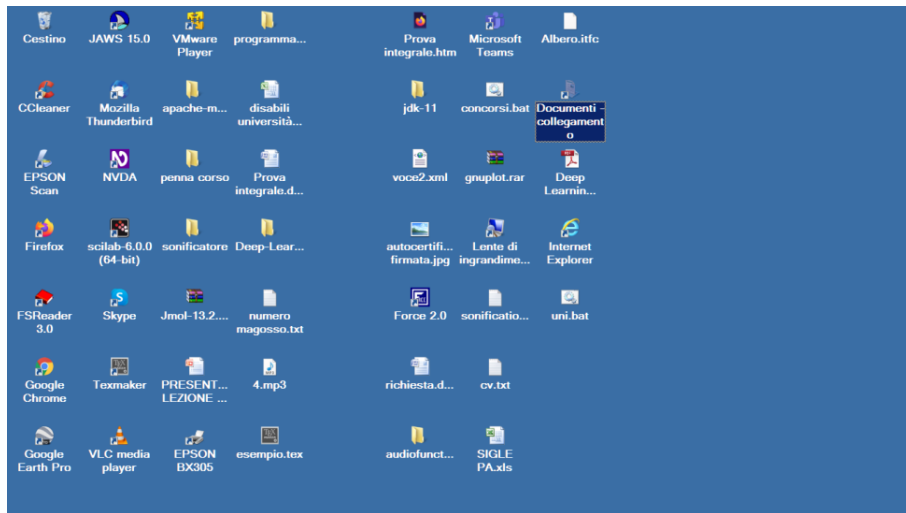 Cestino
JAWS 15.0
VMware
Player
programma...
Prova
integrale.htm
Microsoft
Teams
Albero.itfc
CCleaner
Mozilla
Thunderbird
apache-m...
disabili
università...
jdk-11
concorsi.bat
Documenti -
collegament
o
EPSON
Scan
NVDA
penna corso
Prova
integrale.d...
voce2.xml
gnuplot.rar
Deep
Learnin...
Firefox
scilab-6.0.0
(64-bit)
sonificatore
Deep-Lear...
autocertifi...
firmata.jpg
Lente di
ingrandime...
Internet
Explorer
FSReader
3.0
Skype
Jmol-13.2....
numero
magosso.txt
Force 2.0
sonificatio...
uni.bat
Google
Chrome
Texmaker
PRESENT...
LEZIONE ...
4.mp3
richiesta.d...
cv.txt
Google
Earth Pro
VLC media
player
EPSON
BX305
esempio.tex
audiofunct...
SIGLE
PA.xls